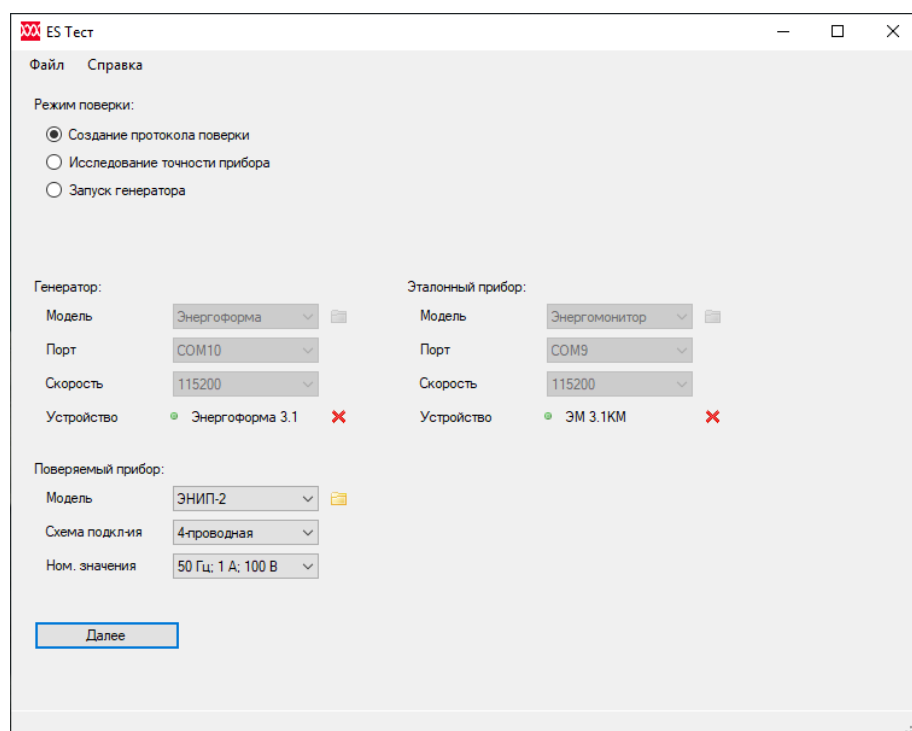 ES Тест
Файл Справка
Режим поверки:
Создание протокола поверки
Исследование точности прибора
Запуск генератора
Генератор:
Модель Энергоформа
Порт COM10
Скорость 115200
Устройство Энергоформа 3.1
Эталонный прибор:
Модель Энергомонитор
Порт COM9
Скорость 115200
Устройство ЭМ 3.1КМ
Поверяемый прибор:
Модель ЭНИП-2
Схема подкл-ия 4-проводная
Ном. значения 50 Гц; 1 А; 100 В
Далее